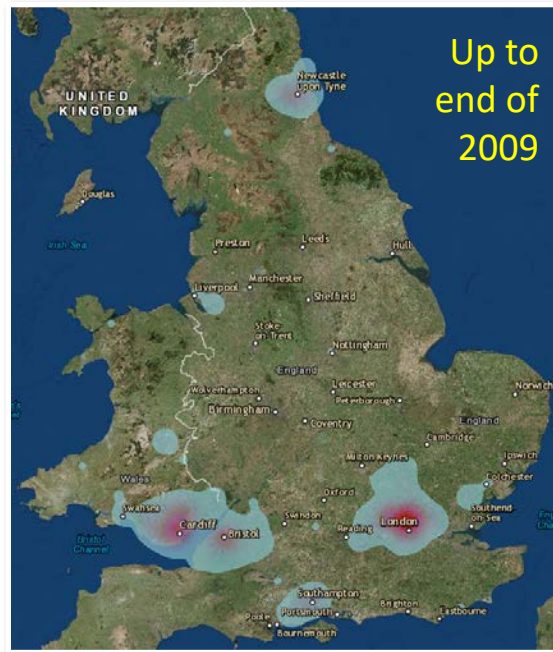 Up to
end of
2009
Newcastle
upon Tyne
UNITED
KINGDOM
Douglas
Irish Sea
Preston
Leeds
Hull
Liverpool
Manchester
Sheffield
Stoke-
on-Trent
Nottingham
England
Leicester
Norwich
Wolverhampton
Peterborough
Birmingham
Coventry
England
Cambridge
Wales
Milton Keynes
Ipswich
Colchester
Swansea
Oxford
Cardiff
Bristol
Swindon
Reading
London
Southend-
on-Sea
Bristol
Channel
Southampton
Portsmouth
Brighton
Eastbourne
Poole
Bournemouth